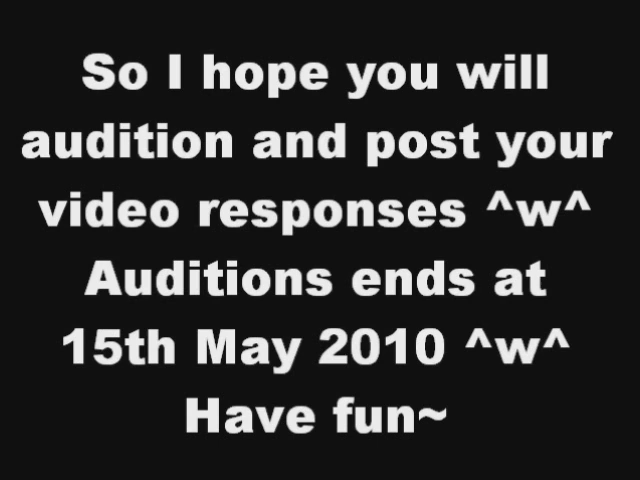 So I hope you will
audition and post your
video responses ^w^
Auditions ends at
15th May 2010 ^w^
Have fun~